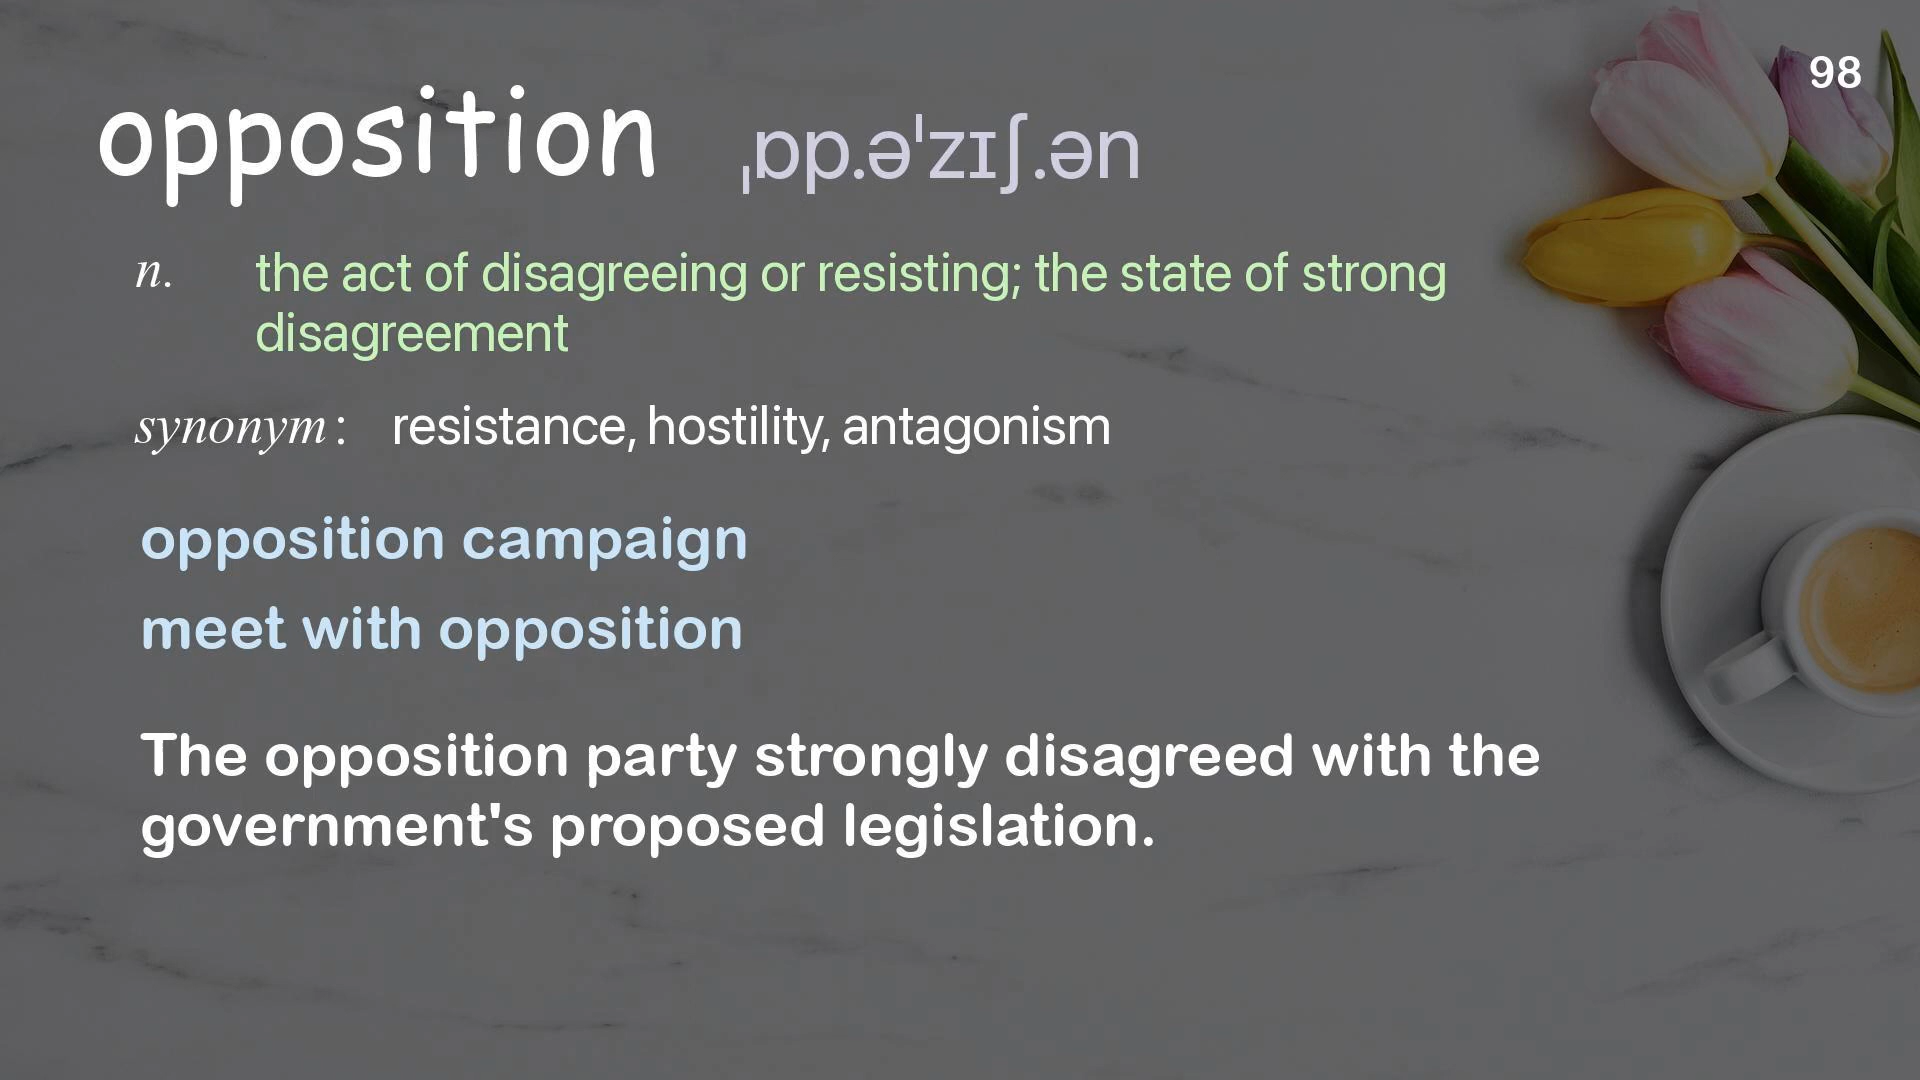 98
opposition ˌɒp.əˈzɪʃ.ən
n. the act of disagreeing or resisting; the state of strong
disagreement
synonym : resistance, hostility, antagonism
opposition campaign
meet with opposition
The opposition party strongly disagreed with the
government's proposed legislation.